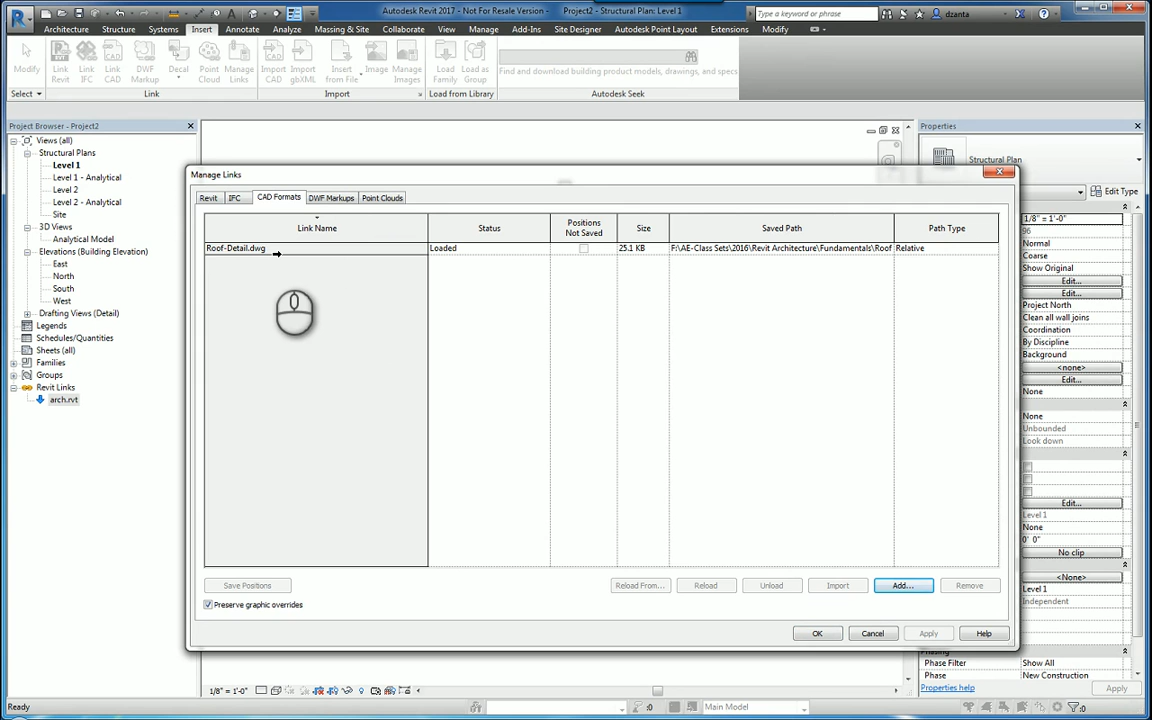 Autodesk Revit 2017 - Not For Resale Version - Project2 - Structural Plan: Level 1
Type a keyword or phrase
dzanta
Architecture Structure Systems Insert Annotate Analyze Massing & Site Collaborate View Manage Add-Ins Site Designer Autodesk Point Layout Extensions Modify
Modify
Link Revit
Link IFC
Link CAD
DWF Markup
Decal
Point Cloud
Manage Links
Import CAD
Import gbXML
Insert from File
Image
Manage Images
Load Family
Load as Group
Find and download building product models, drawings, and specs
Select
Link
Import
Load from Library
Autodesk Seek
Project Browser - Project2
Views (all)
Structural Plans
Level 1
Level 1 - Analytical
Level 2
Level 2 - Analytical
Site
3D Views
Analytical Model
Elevations (Building Elevation)
East
North
South
West
Drafting Views (Detail)
Legends
Schedules/Quantities
Sheets (all)
Families
Groups
Revit Links
arch.rvt
Manage Links
Revit IFC CAD Formats DWF Markups Point Clouds
Link Name Status Positions Not Saved Size Saved Path Path Type
Roof-Detail.dwg Loaded 25.1 KB F:\AE-Class Sets\2016\Revit Architecture\Fundamentals\Roof Relative
Save Positions Reload From... Reload Unload Import Add... Remove
Preserve graphic overrides
OK Cancel Apply Help
Properties
Structural Plan
Edit Type
1/8" = 1'-0"
96
Normal
Coarse
Show Original
Edit...
Edit...
Project North
Clean all wall joins
Coordination
By Discipline
Background
<none>
Edit...
None
None
Unbounded
Look down
Edit...
Level 1
None
0' 0"
No clip
<None>
Level 1
Independent
Phasing
Phase Filter Show All
Phase New Construction
Properties help
Apply
1/8" = 1'-0"
Ready
:0
Main Model
:0